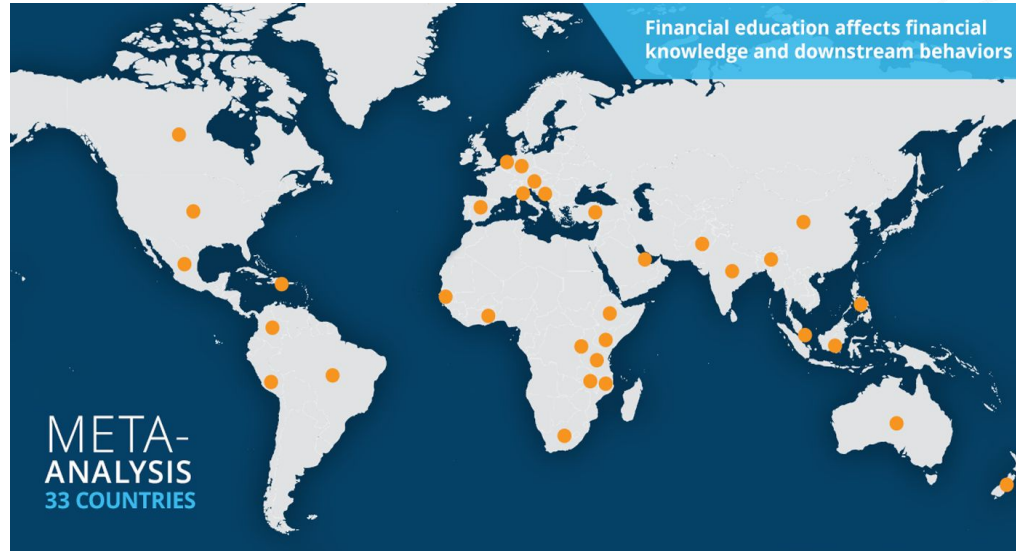 Financial education affects financial
knowledge and downstream behaviors
META-
ANALYSIS
33 COUNTRIES